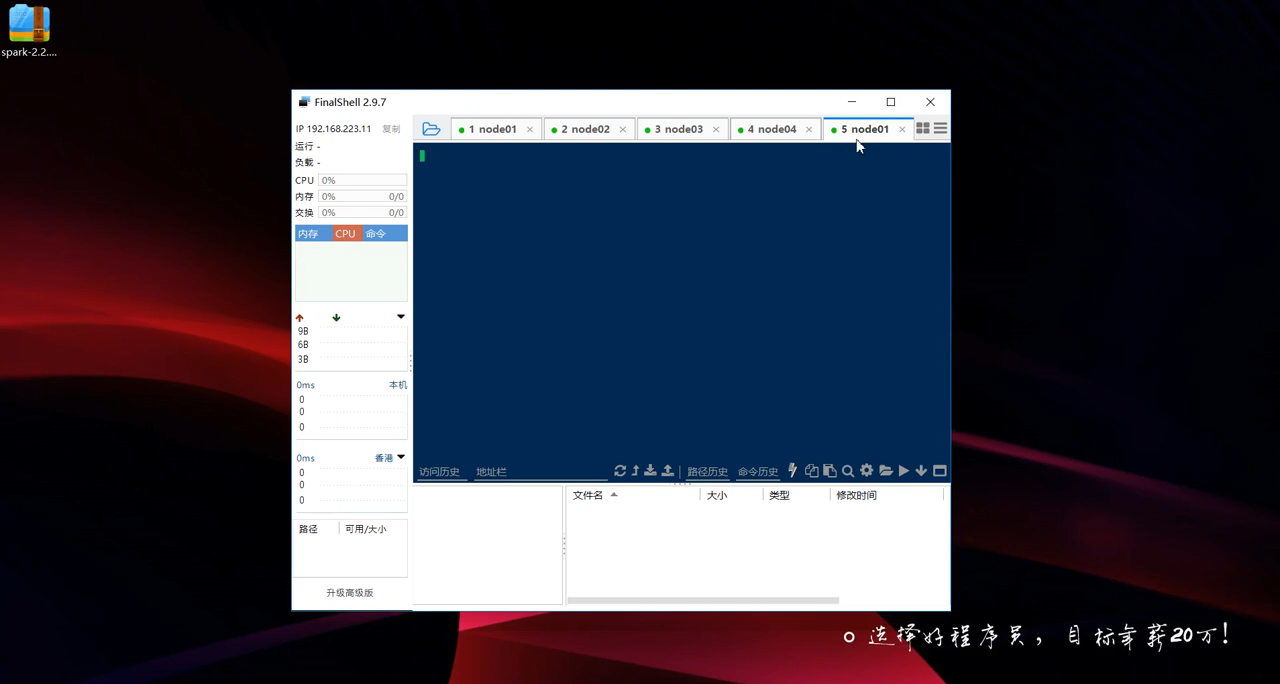 spark-2.2....
FinalShell 2.9.7
IP 192.168.223.11 复制
运行 -
负载 -
CPU 0%
内存 0% 0/0
交换 0% 0/0
内存 CPU 命令
9B
6B
3B
0ms 本机
0
0
0
0ms 香港
0
0
0
路径 可用/大小
升级高级版
1 node01 2 node02 3 node03 4 node04 5 node01
访问历史 地址栏 路径历史 命令历史
文件名 大小 类型 修改时间
选择好程序员，目标年薪20万！